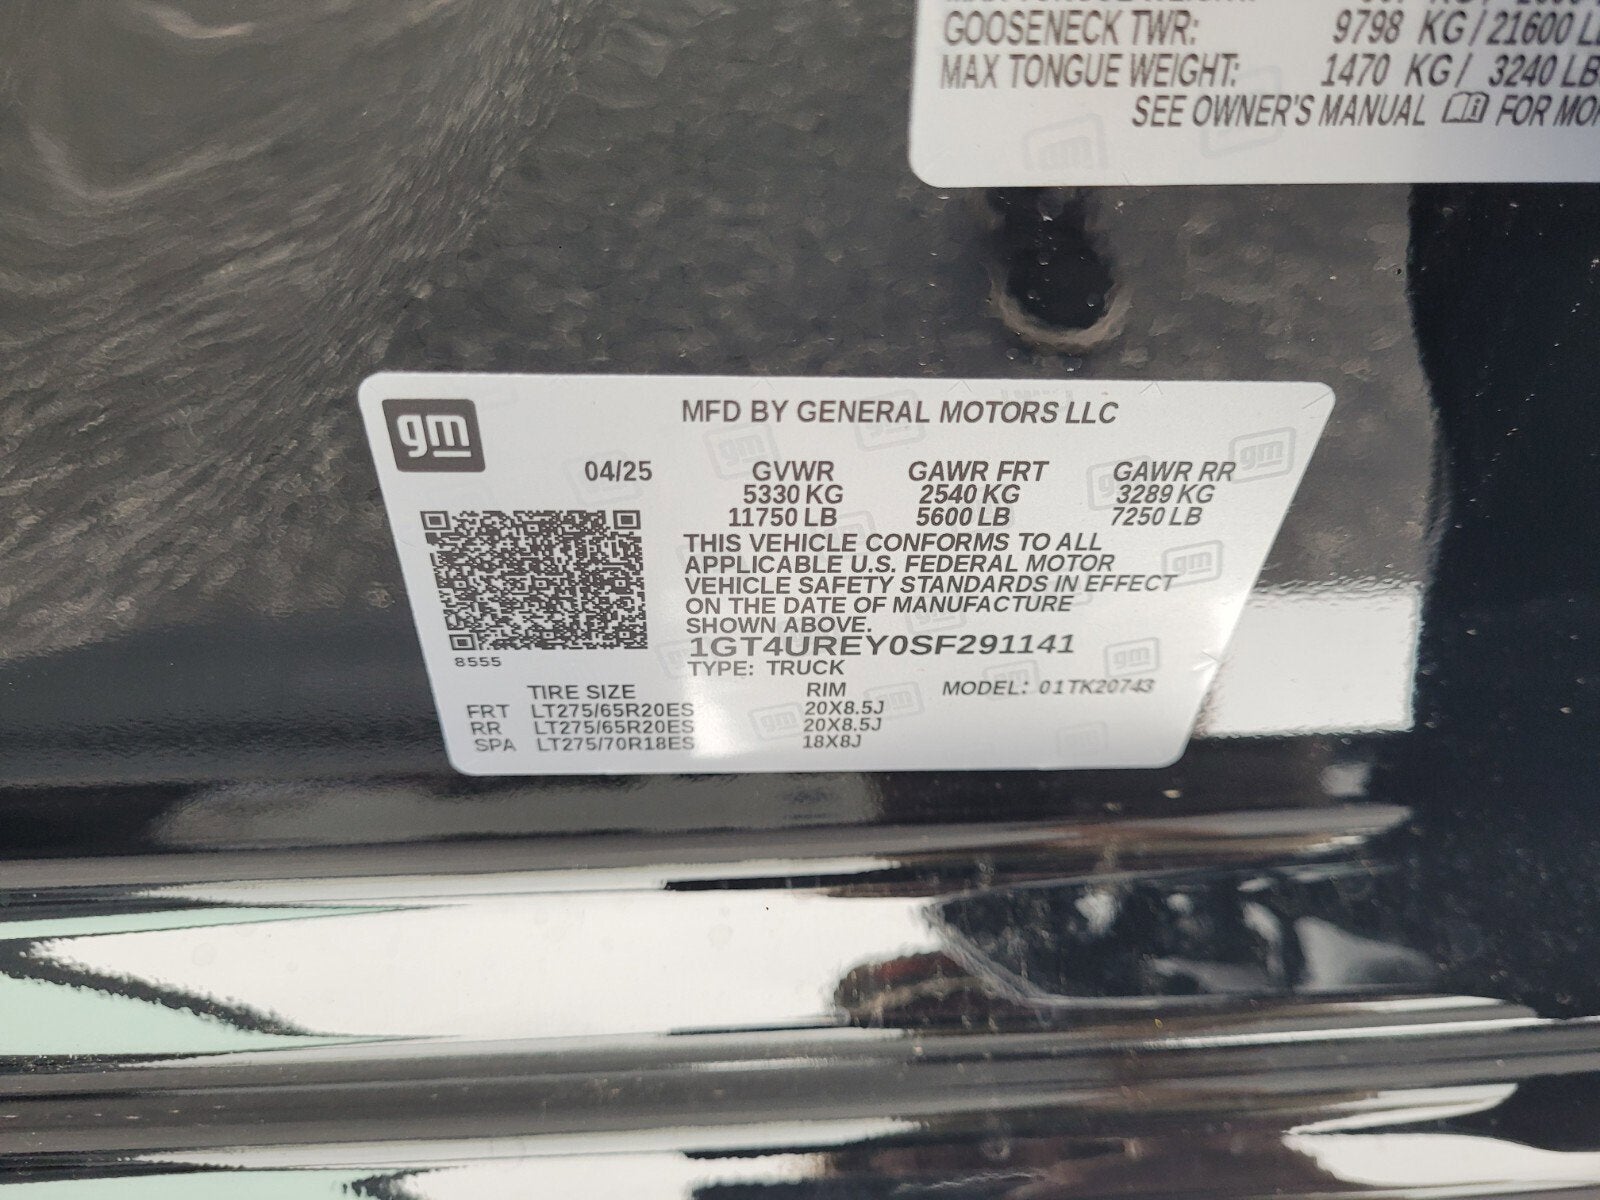 GOOSENECK TWR: 9798 KG/21600
MAX TONGUE WEIGHT: 1470 KG/ 3240 LB
SEE OWNER'S MANUAL FOR
gm
MFD BY GENERAL MOTORS LLC
04/25 GVWR GAWR FRT GAWR RR
5330 KG 2540 KG 3289 KG
11750 LB 5600 LB 7250 LB
THIS VEHICLE CONFORMS TO ALL
APPLICABLE U.S. FEDERAL MOTOR
VEHICLE SAFETY STANDARDS IN EFFECT
ON THE DATE OF MANUFACTURE
SHOWN ABOVE.
1GT4UREY0SF291141
8555
TYPE: TRUCK
TIRE SIZE RIM MODEL: 01TK20743
FRT LT275/65R20ES 20X8.5J
RR LT275/65R20ES 20X8.5J
SPA LT275/70R18ES 18X8J